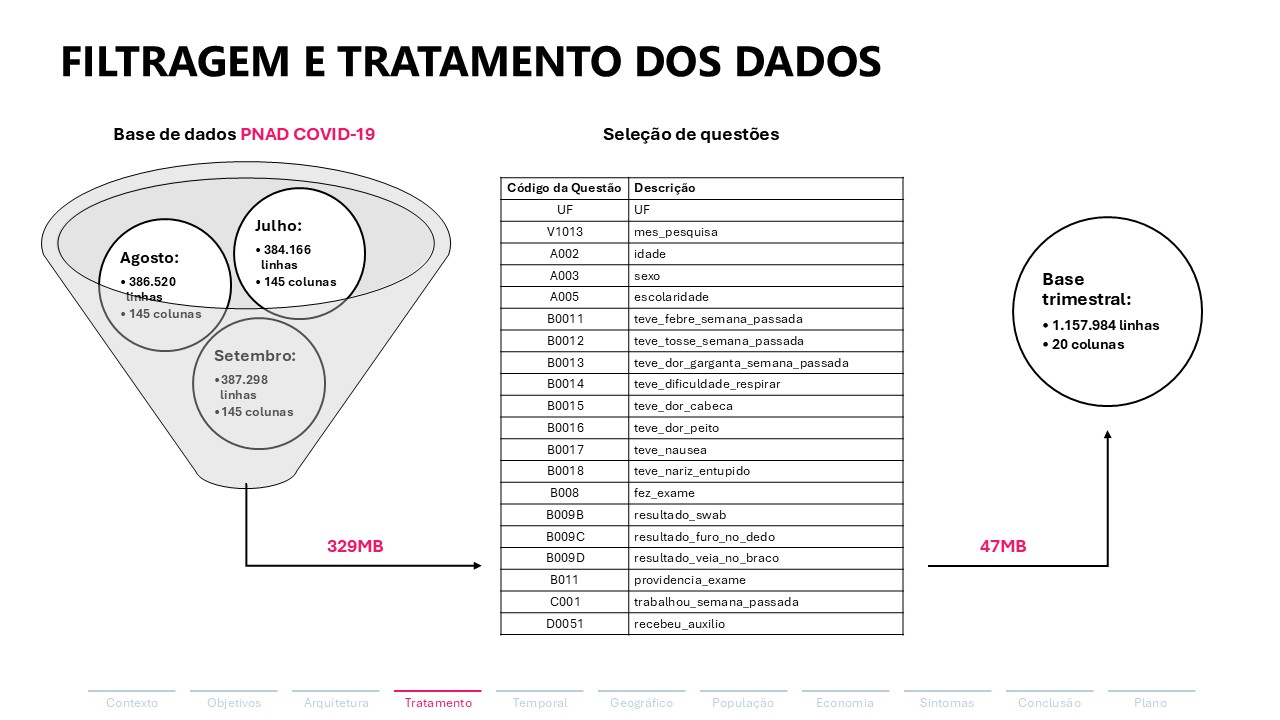 FILTRAGEM E TRATAMENTO DOS DADOS
Base de dados PNAD COVID-19
Julho:
• 384.166
linhas
• 145 colunas
Agosto:
• 386.520
linhas
• 145 colunas
Setembro:
•387.298
linhas
•145 colunas
329MB
Seleção de questões
Código da Questão Descrição
UF UF
V1013 mes_pesquisa
A002 idade
A003 sexo
A005 escolaridade
B0011 teve_febre_semana_passada
B0012 teve_tosse_semana_passada
B0013 teve_dor_garganta_semana_passada
B0014 teve_dificuldade_respirar
B0015 teve_dor_cabeca
B0016 teve_dor_peito
B0017 teve_nausea
B0018 teve_nariz_entupido
B008 fez_exame
B009B resultado_swab
B009C resultado_furo_no_dedo
B009D resultado_veia_no_braco
B011 providencia_exame
C001 trabalhou_semana_passada
D0051 recebeu_auxilio
47MB
Base
trimestral:
• 1.157.984 linhas
• 20 colunas
Contexto Objetivos Arquitetura Tratamento Temporal Geográfico População Economia Sintomas Conclusão Plano